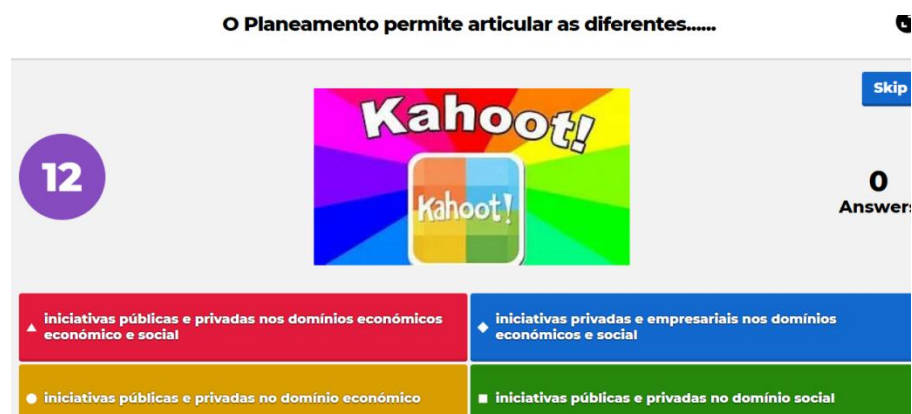 O Planeamento permite articular as diferentes......
Skip
Kahoot!
12
Kahoot!
0
Answers
iniciativas públicas e privadas nos domínios económicos
económico e social
iniciativas privadas e empresariais nos domínios
económicos e social
iniciativas públicas e privadas no domínio económico
iniciativas públicas e privadas no domínio social